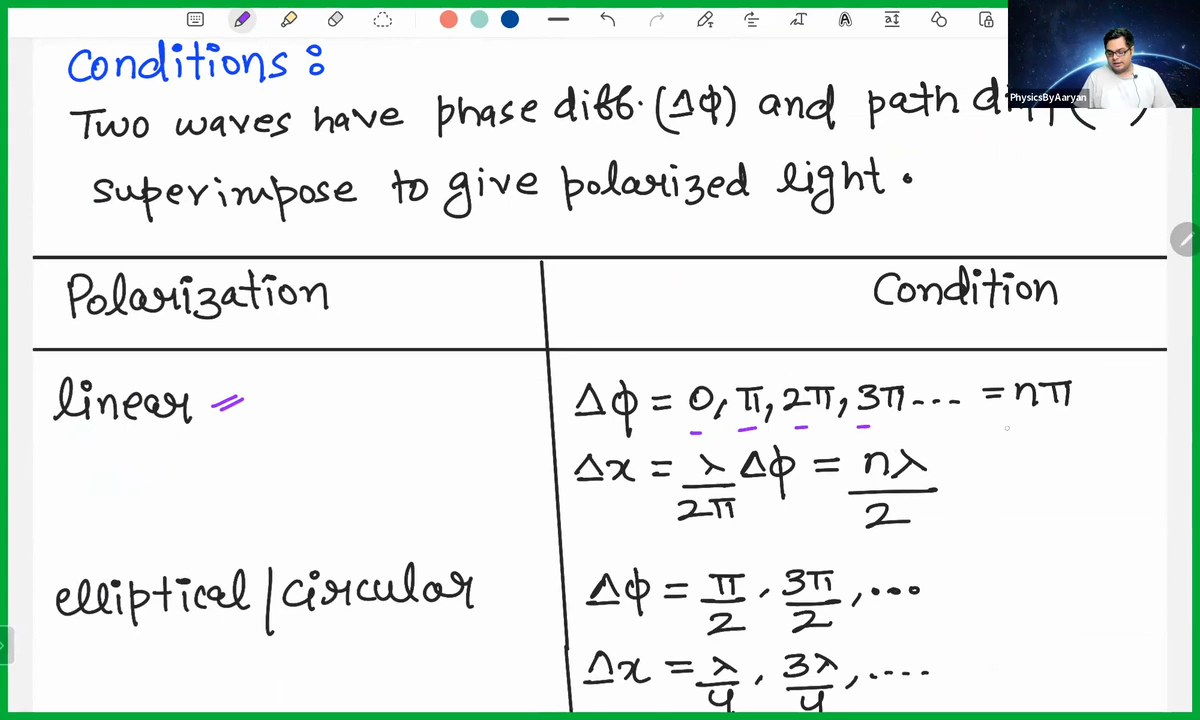 Conditions :
PhysicsByAaryan
Two waves have phase diff. (Δϕ) and path
superimpose to give polarized light.
Polarization
Condition
linear =
Δϕ = 0, π, 2π, 3π --- = nπ
Δx = λ/2π Δϕ = nλ/2
elliptical / circular
Δϕ = π/2, 3π/2, ...
Δx = λ/4, 3λ/4, ....